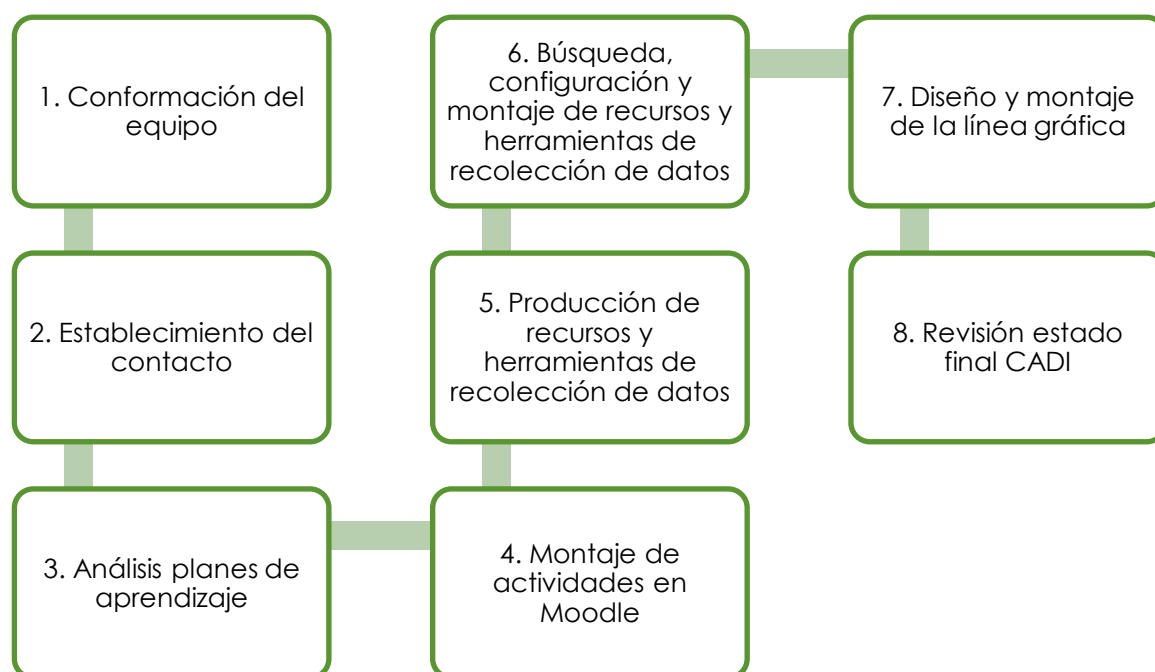 1. Conformación del
equipo
2. Establecimiento del
contacto
3. Análisis planes de
aprendizaje
4. Montaje de
actividades en
Moodle
5. Producción de
recursos y
herramientas de
recolección de datos
6. Búsqueda,
configuración y
montaje de recursos y
herramientas de
recolección de datos
7. Diseño y montaje
de la línea gráfica
8. Revisión estado
final CADI